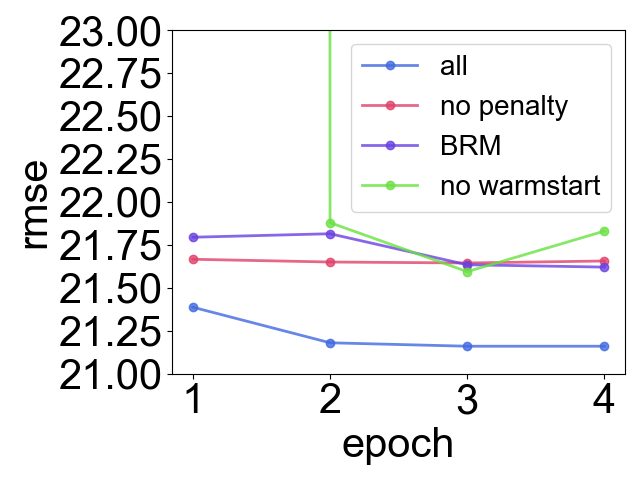 23.00
22.75
22.50
22.25
22.00
21.75
21.50
21.25
21.00
rmse
all
no penalty
BRM
no warmstart
1 2 3 4
epoch